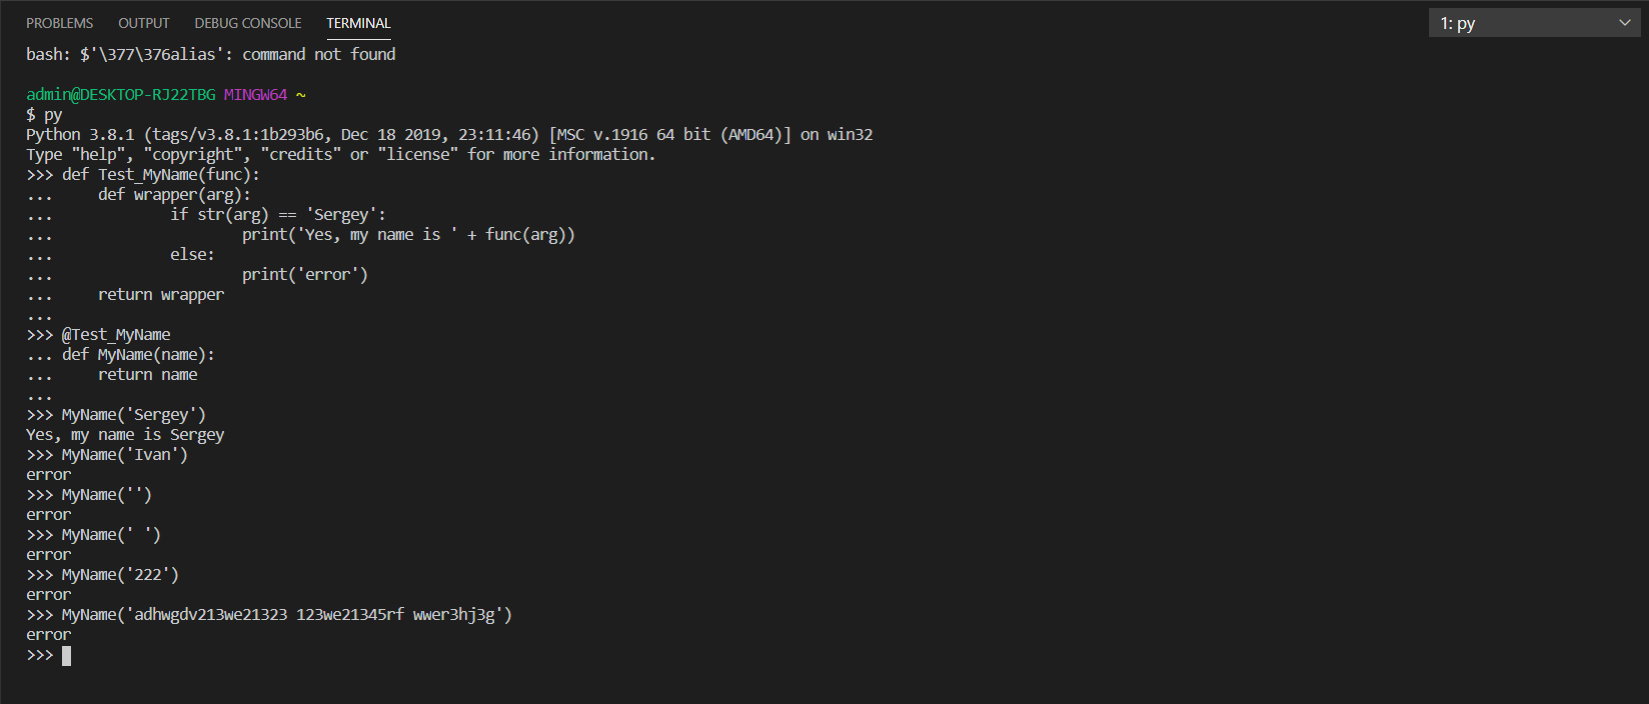 PROBLEMS OUTPUT DEBUG CONSOLE TERMINAL 1: py
bash: $'\377\376alias': command not found
admin@DESKTOP-RJ22TBG MINGW64 ~
$ py
Python 3.8.1 (tags/v3.8.1:1b293b6, Dec 18 2019, 23:11:46) [MSC v.1916 64 bit (AMD64)] on win32
Type "help", "copyright", "credits" or "license" for more information.
>>> def Test_MyName(func):
...     def wrapper(arg):
...             if str(arg) == 'Sergey':
...                     print('Yes, my name is ' + func(arg))
...             else:
...                     print('error')
...     return wrapper
...
>>> @Test_MyName
... def MyName(name):
...     return name
...
>>> MyName('Sergey')
Yes, my name is Sergey
>>> MyName('Ivan')
error
>>> MyName('')
error
>>> MyName(' ')
error
>>> MyName('222')
error
>>> MyName('adhwgdv213we21323 123we21345rf wwer3hj3g')
error
>>>